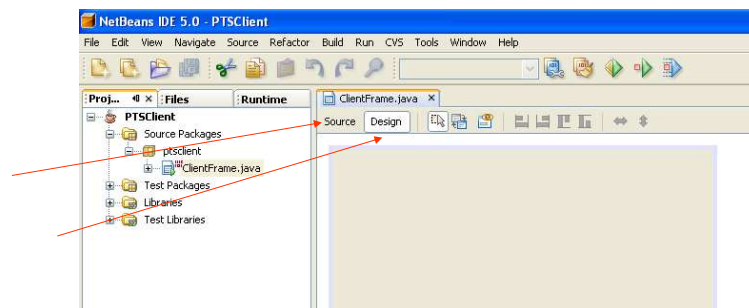 NetBeans IDE 5.0 - PTSClient
File Edit View Navigate Source Refactor Build Run CVS Tools Window Help
Proj... Files Runtime ClientFrame.java
Source Design
PTSClient
Source Packages
ptsclient
ClientFrame.java
Test Packages
Libraries
Test Libraries